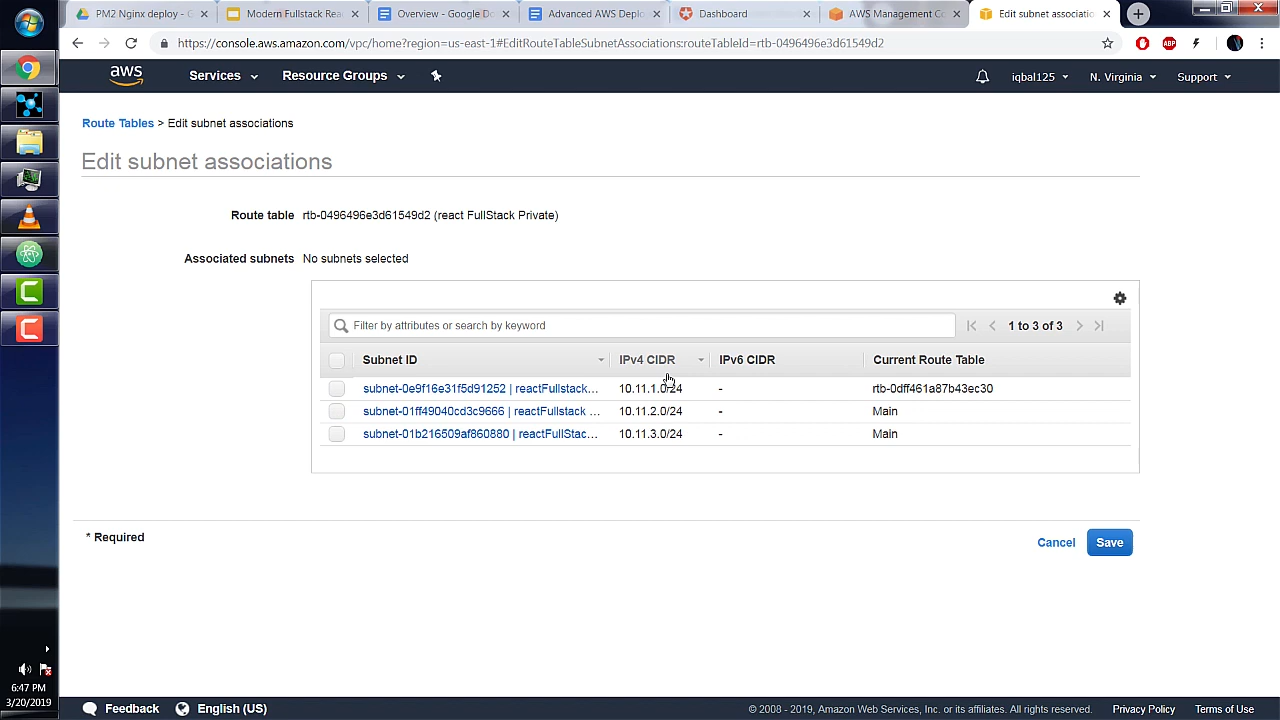 PM2 Nginx deploy - G
Modern Fullstack Rea
Overview. - The Do
Advanced AWS Deplo
Dashboard
AWS Management Co
Edit subnet associatio
https://console.aws.amazon.com/vpc/home?region=us-east-1#EditRouteTableSubnetAssociations:routeTableId=rtb-0496496e3d61549d2
ABP
aws Services Resource Groups iqbal125 N. Virginia Support
Route Tables > Edit subnet associations
Edit subnet associations
Route table rtb-0496496e3d61549d2 (react FullStack Private)
Associated subnets No subnets selected
Filter by attributes or search by keyword 1 to 3 of 3
Subnet ID IPv4 CIDR IPv6 CIDR Current Route Table
subnet-0e9f16e31f5d91252 | reactFullstack... 10.11.1.0/24 - rtb-0dff461a87b43ec30
subnet-01ff49040cd3c9666 | reactFullstack ... 10.11.2.0/24 - Main
subnet-01b216509af860880 | reactFullStac... 10.11.3.0/24 - Main
* Required
Cancel Save
6:47 PM
3/20/2019
Feedback English (US) © 2008 - 2019, Amazon Web Services, Inc. or its affiliates. All rights reserved. Privacy Policy Terms of Use